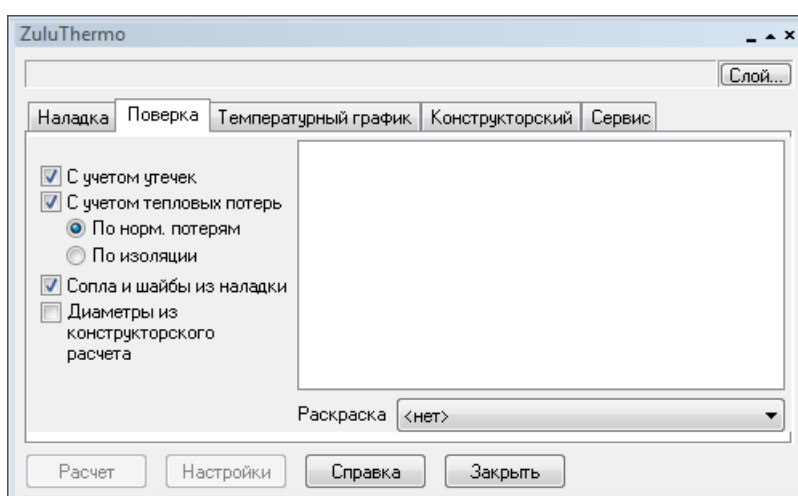 ZuluThermo
Слой...
Наладка Поверка Температурный график Конструкторский Сервис
С учетом утечек
С учетом тепловых потерь
По норм. потерям
По изоляции
Сопла и шайбы из наладки
Диаметры из
конструкторского
расчета
Раскраска <нет>
Расчет Настройки Справка Закрыть